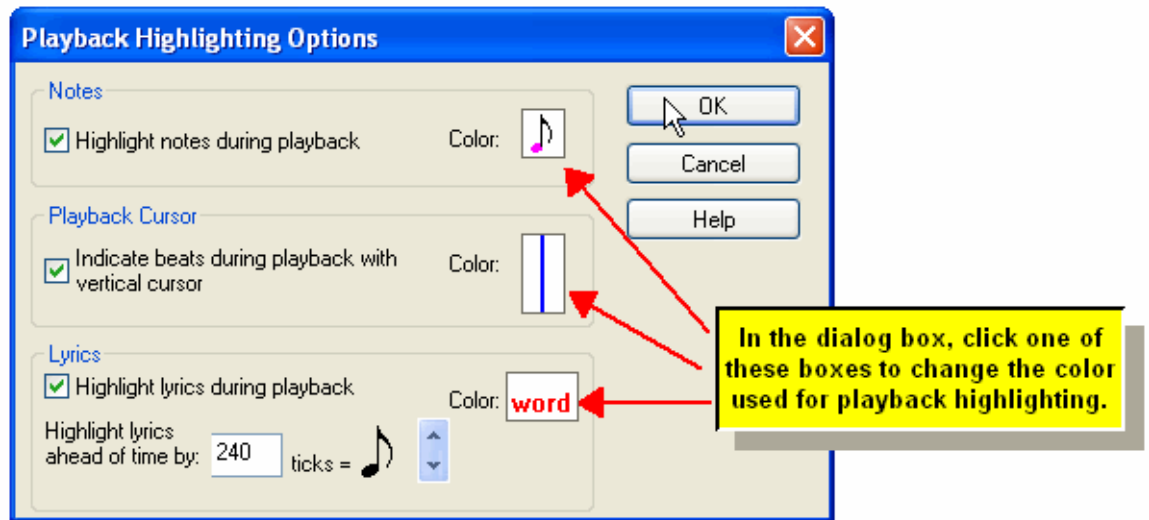 Playback Highlighting Options
Notes
Highlight notes during playback
Color:
OK
Cancel
Help
Playback Cursor
Indicate beats during playback with
vertical cursor
Color:
Lyrics
Highlight lyrics during playback
Color: word
Highlight lyrics
ahead of time by: 240 ticks =
In the dialog box, click one of
these boxes to change the color
used for playback highlighting.